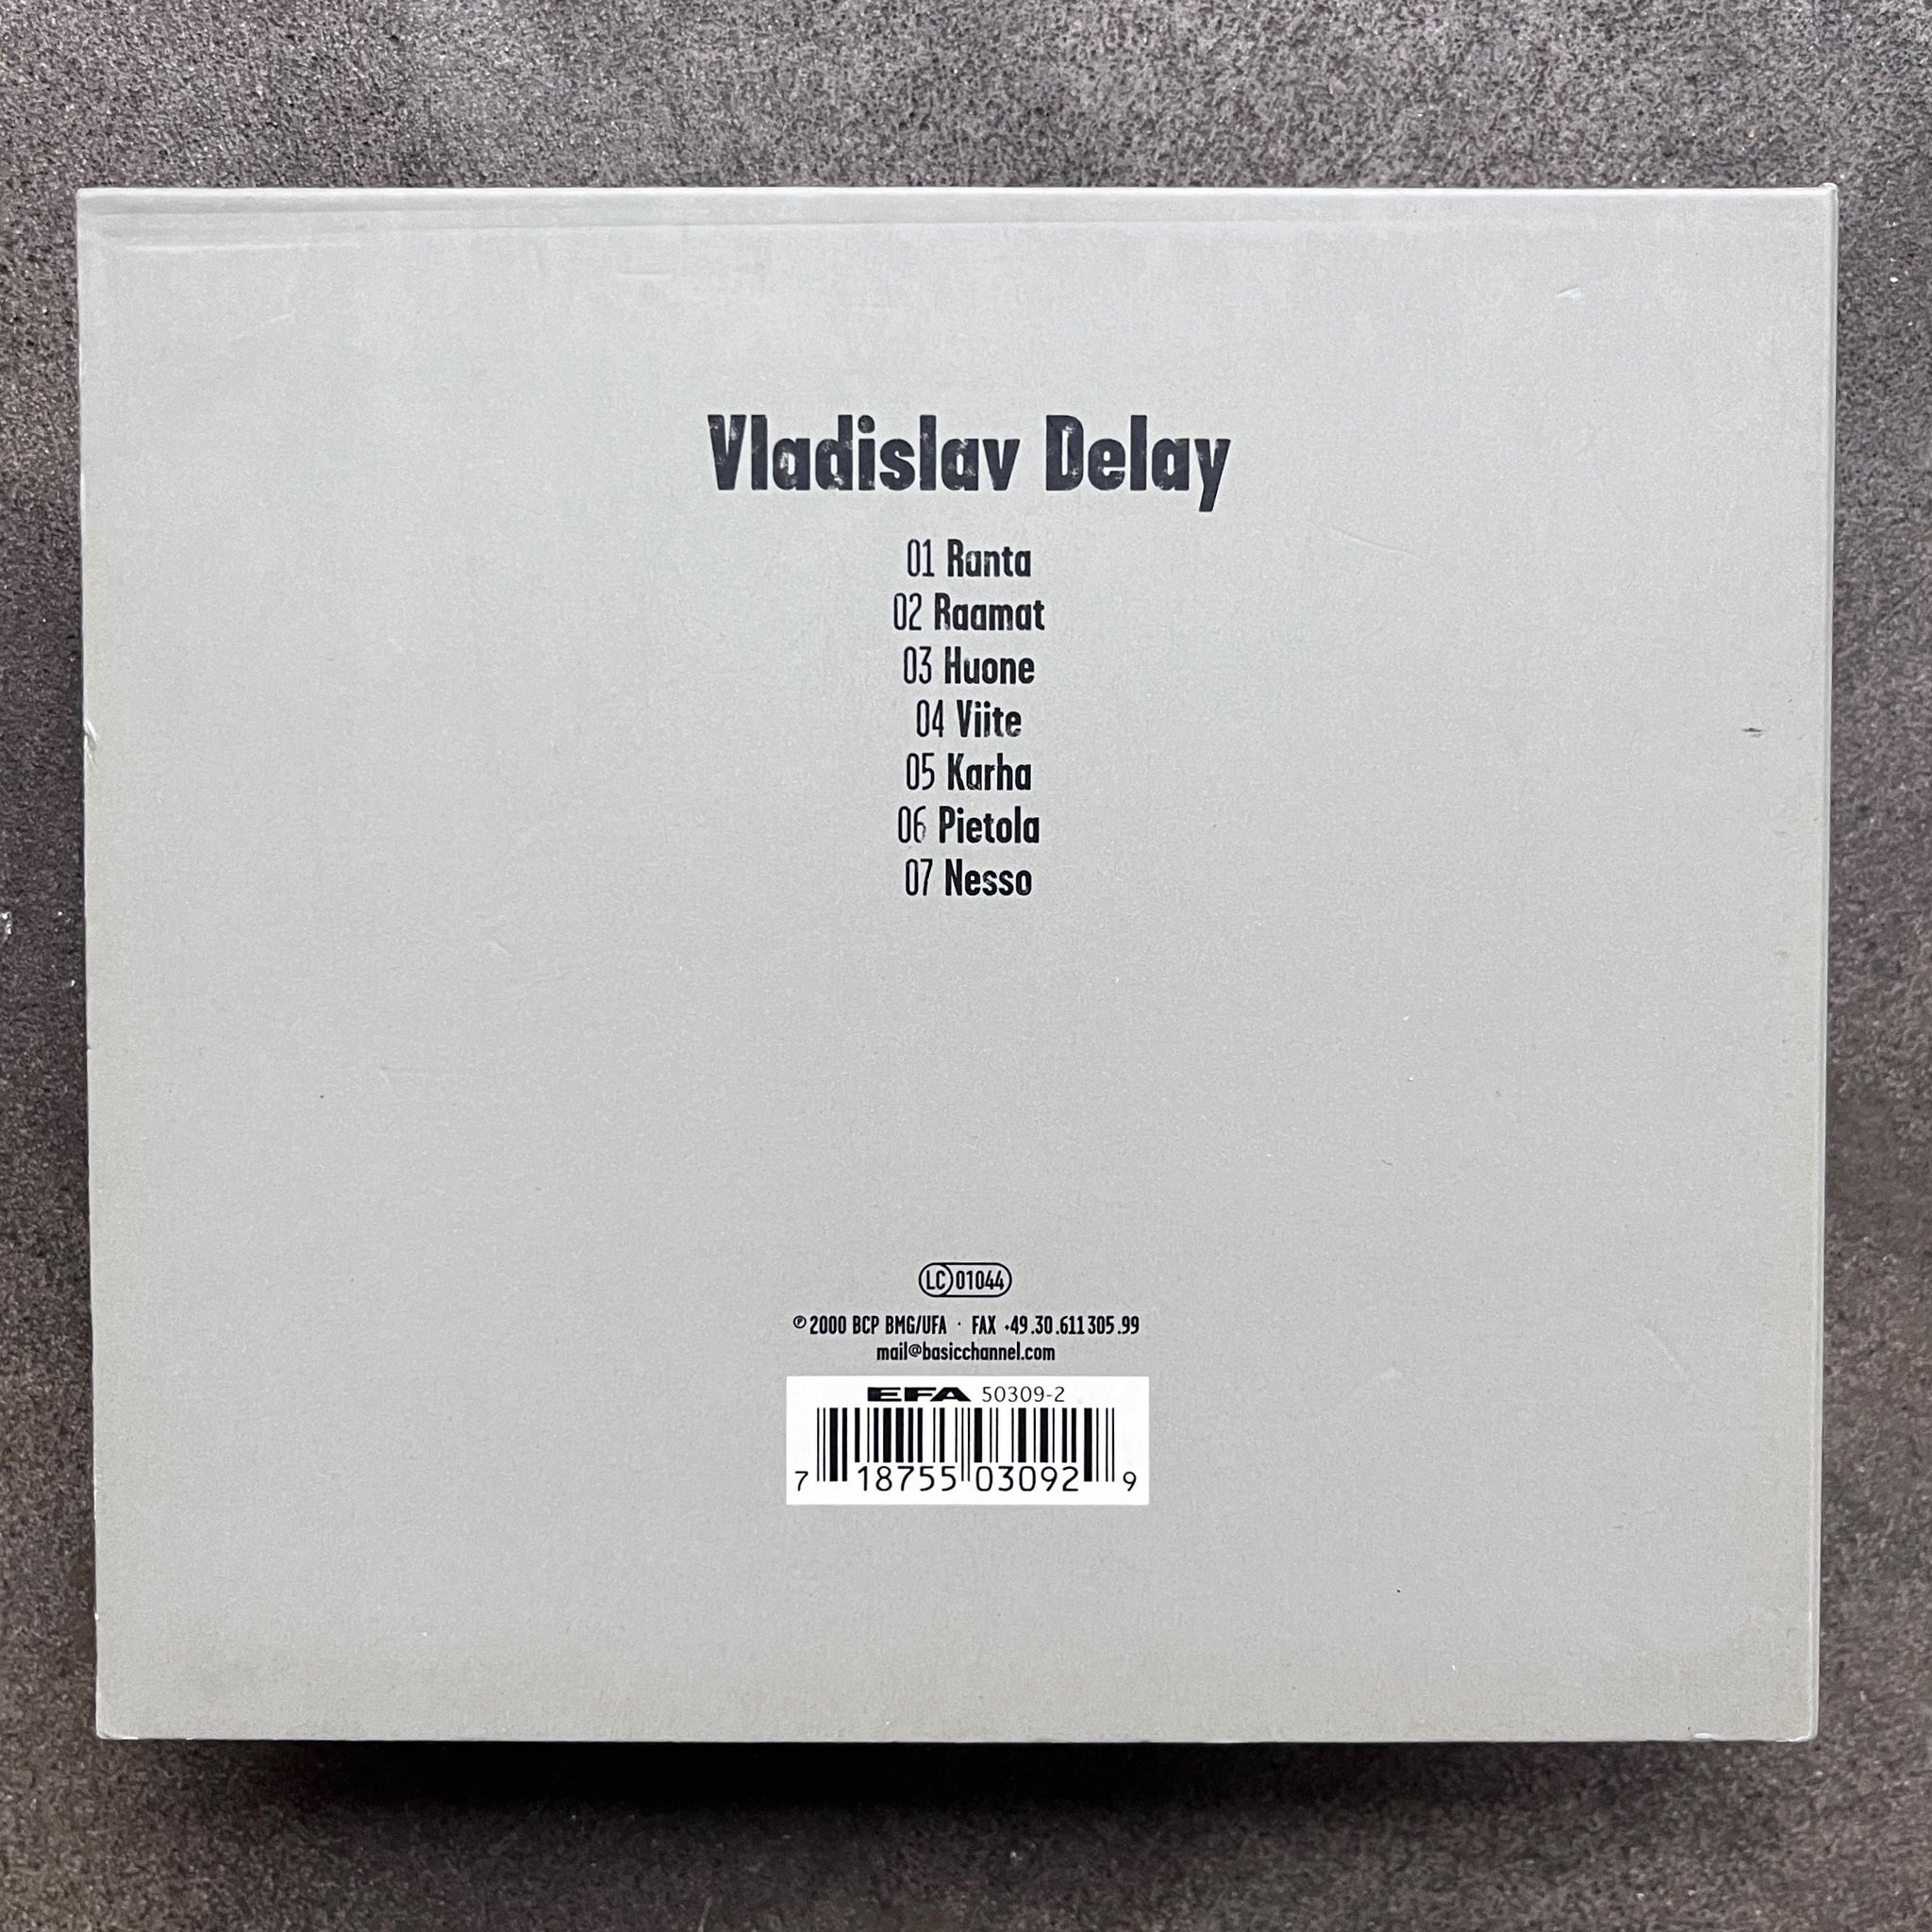 Vladislav Delay
01 Ranta
02 Raamat
03 Huone
04 Viite
05 Karha
06 Pietola
07 Nesso
LC 01044
℗ 2000 BCP BMG/UFA · FAX +49.30.611 305.99
mail@basicchannel.com
EFA 50309-2
7 18755 03092 9